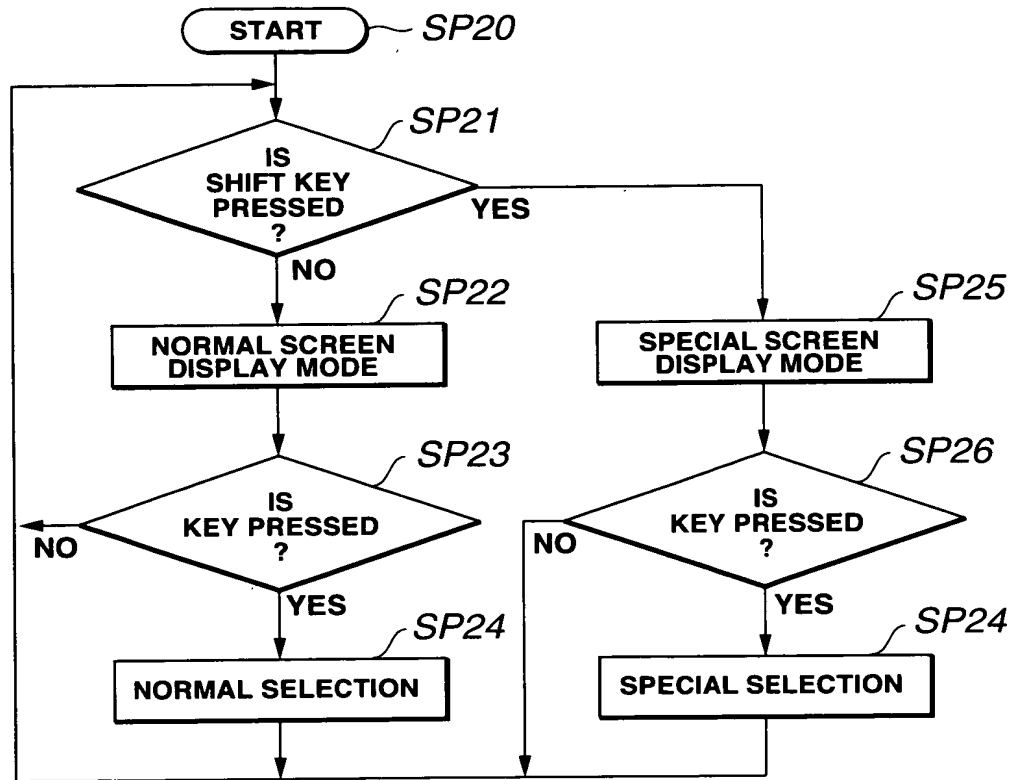 START
SP20
SP21
IS
SHIFT KEY
PRESSED
?
YES
NO
SP22
NORMAL SCREEN
DISPLAY MODE
SP25
SPECIAL SCREEN
DISPLAY MODE
SP23
IS
KEY PRESSED
?
NO
YES
SP26
IS
KEY PRESSED
?
NO
YES
SP24
NORMAL SELECTION
SP24
SPECIAL SELECTION